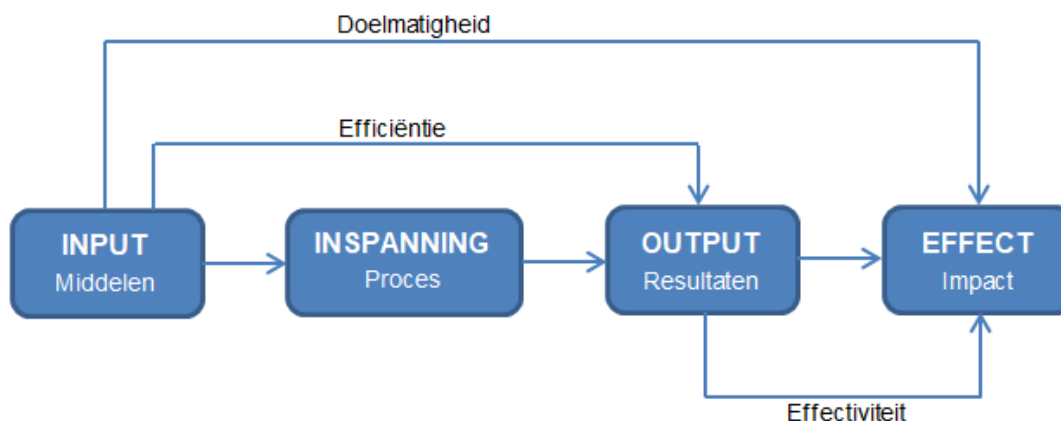 Doelmatigheid
Efficiëntie
INPUT
Middelen
INSPANNING
Proces
OUTPUT
Resultaten
EFFECT
Impact
Effectiviteit